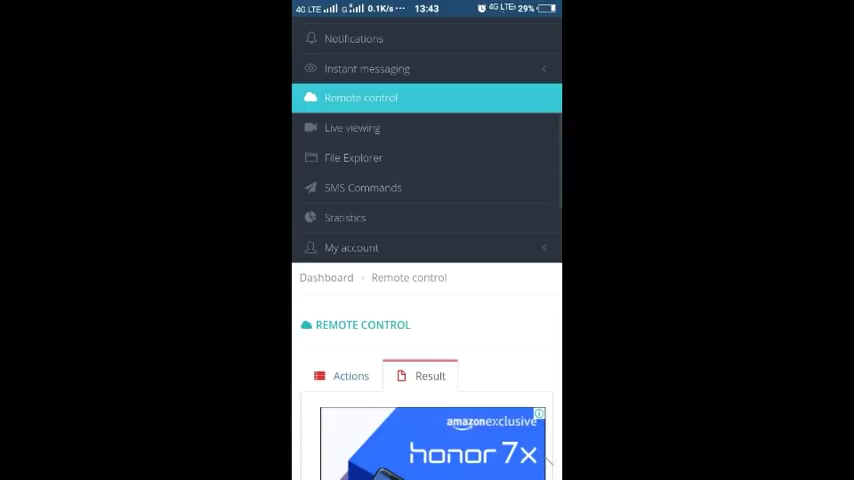 4G LTE G 0.1K/s ··· 13:43 4G LTE 29%
Notifications
Instant messaging
Remote control
Live viewing
File Explorer
SMS Commands
Statistics
My account
Dashboard Remote control
REMOTE CONTROL
Actions Result
amazonexclusive
honor 7x